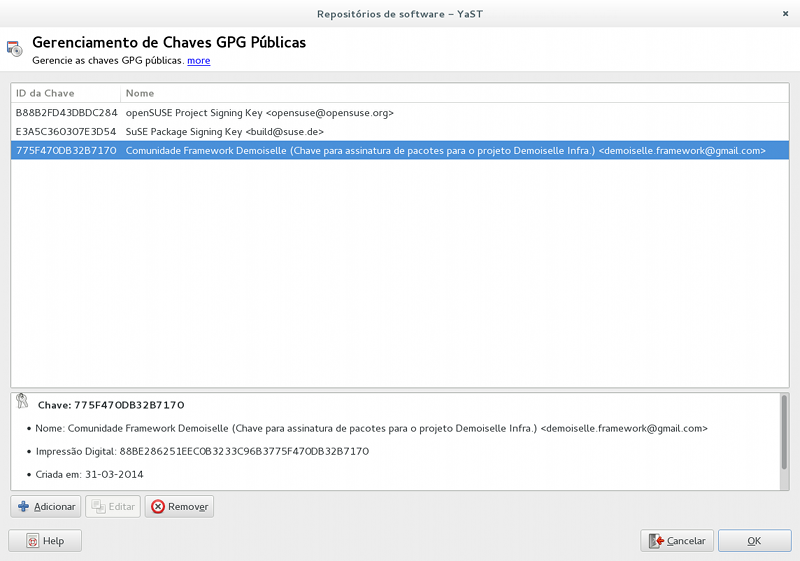 Repositórios de software – YaST
Gerenciamento de Chaves GPG Públicas
Gerencie as chaves GPG públicas. more
ID da Chave Nome
B88B2FD43DBDC284 openSUSE Project Signing Key <opensuse@opensuse.org>
E3A5C360307E3D54 SuSE Package Signing Key <build@suse.de>
775F470DB32B7170 Comunidade Framework Demoiselle (Chave para assinatura de pacotes para o projeto Demoiselle Infra.) <demoiselle.framework@gmail.com>
Chave: 775F470DB32B7170
• Nome: Comunidade Framework Demoiselle (Chave para assinatura de pacotes para o projeto Demoiselle Infra.) <demoiselle.framework@gmail.com>
• Impressão Digital: 88BE286251EEC0B3233C96B3775F470DB32B7170
• Criada em: 31-03-2014
Adicionar Editar Remover
Help Cancelar OK